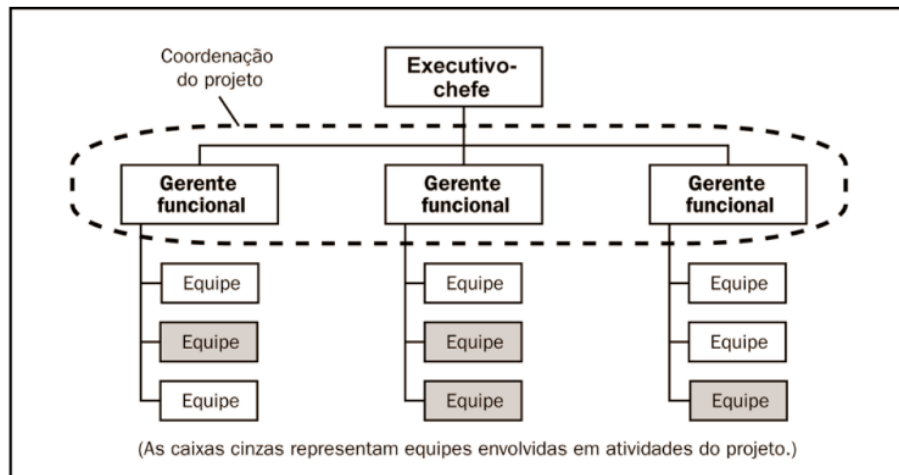 Coordenação
do projeto
Executivo-
chefe
Gerente
funcional
Gerente
funcional
Gerente
funcional
Equipe
Equipe
Equipe
Equipe
Equipe
Equipe
Equipe
Equipe
Equipe
(As caixas cinzas representam equipes envolvidas em atividades do projeto.)